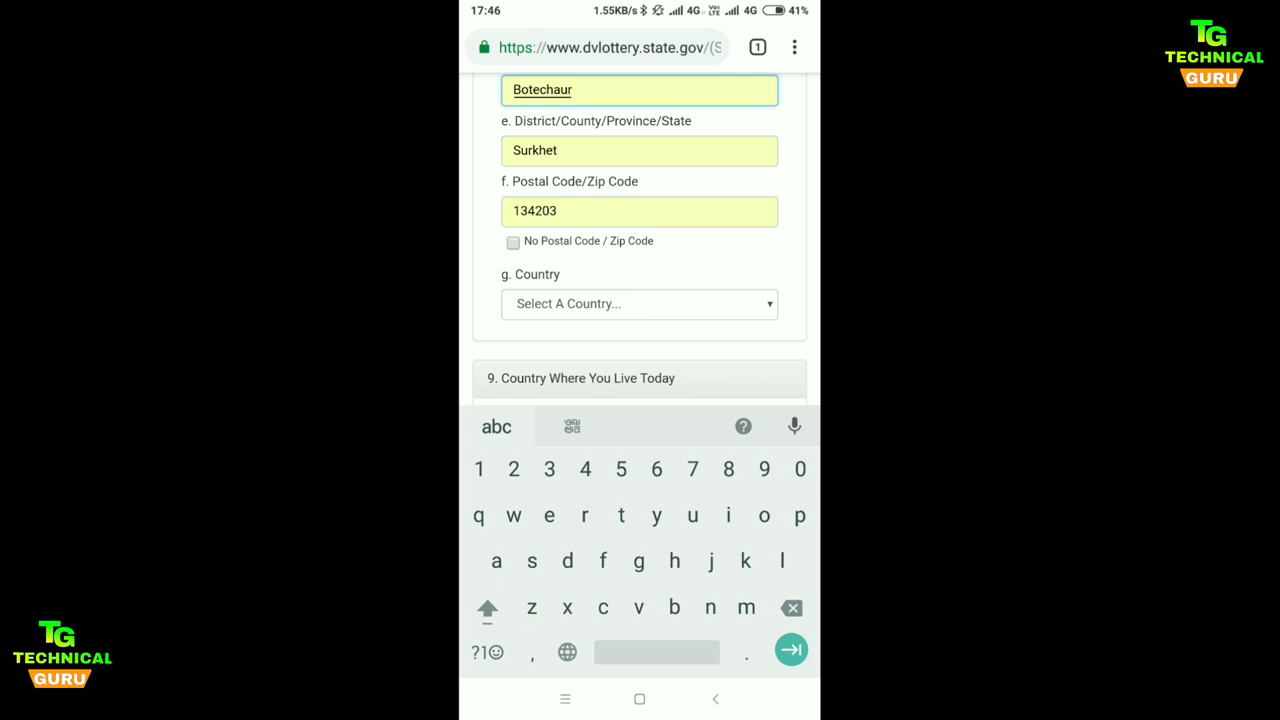 17:46
1.55KB/s 4G VoLTE 4G 41%
https://www.dvlottery.state.gov/(S
1
TG
TECHNICAL
GURU
Botechaur
e. District/County/Province/State
Surkhet
f. Postal Code/Zip Code
134203
No Postal Code / Zip Code
g. Country
Select A Country...
9. Country Where You Live Today
abc
1 2 3 4 5 6 7 8 9 0
q w e r t y u i o p
a s d f g h j k l
z x c v b n m
?1 , .
TG
TECHNICAL
GURU